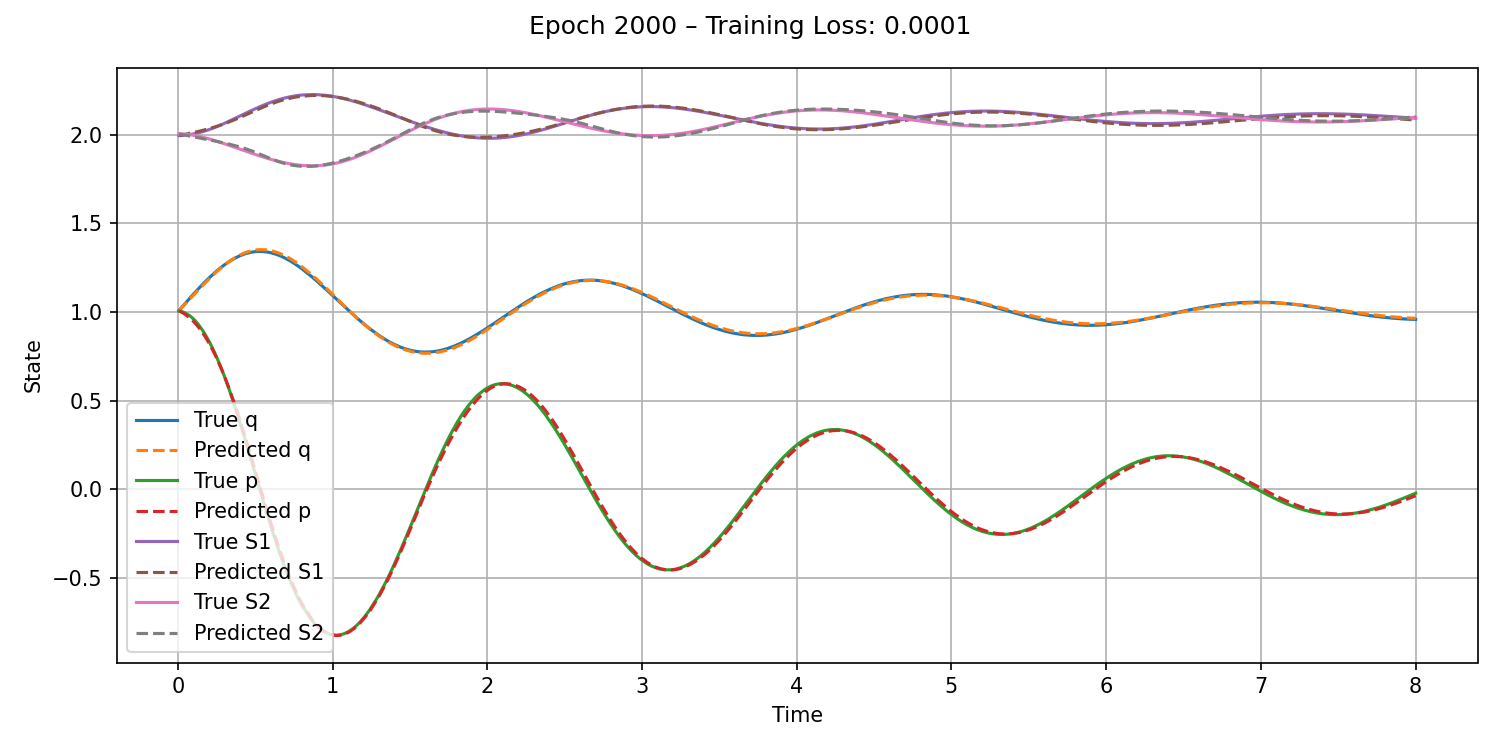 Epoch 2000 – Training Loss: 0.0001
State
2.0
1.5
1.0
0.5
0.0
−0.5
True q
Predicted q
True p
Predicted p
True S1
Predicted S1
True S2
Predicted S2
0 1 2 3 4 5 6 7 8
Time